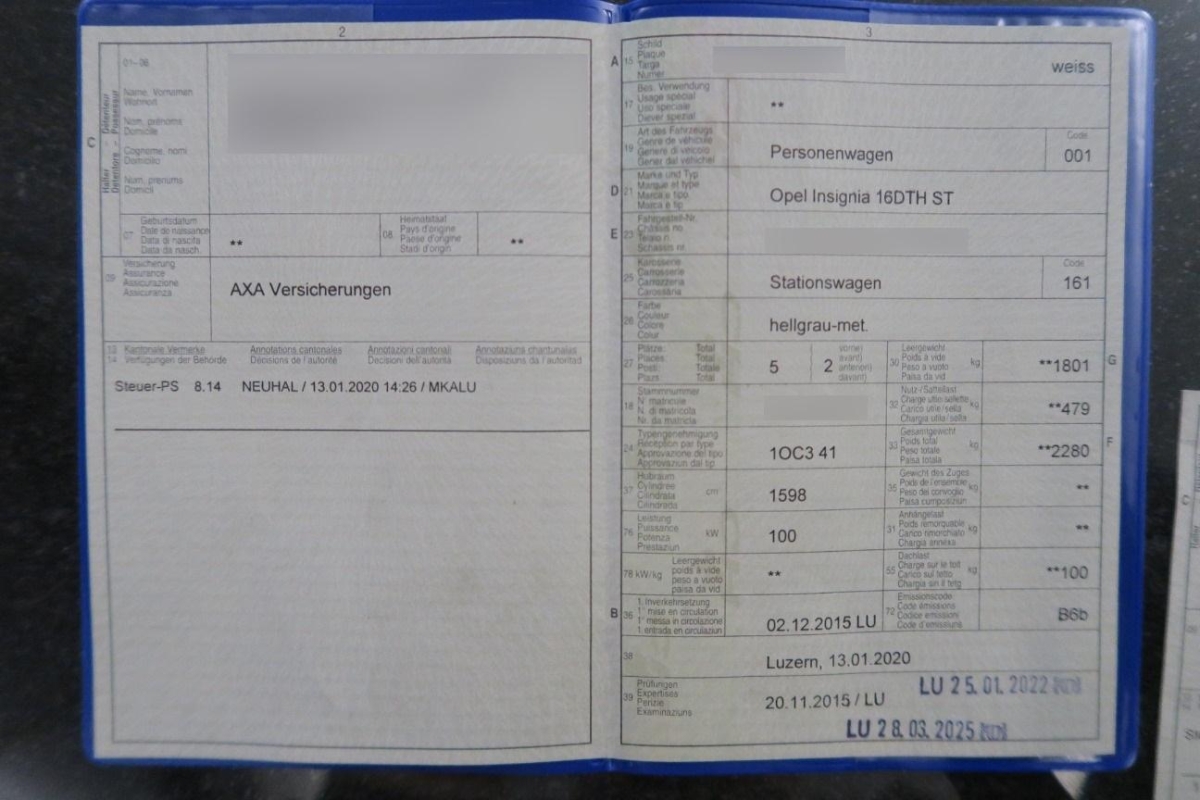 2
01-06
Name, Vornamen
Wohnort
Nom, prénoms
Domicile
Cognome, nomi
Domicilio
Num, prenums
Domicil
C
Halter - Détenteur
Detentore - Possessur
07
Geburtsdatum
Date de naissance
Data di nascita
Data da nasch.
**
08
Heimatstaat
Pays d'origine
Paese d'origine
Stadi d'origin
**
09
Versicherung
Assurance
Assicurazione
Assicuranza
AXA Versicherungen
13 Kantonale Vermerke Annotations cantonales Annotazioni cantonali Annotaziuns chantunalas
14 Verfügungen der Behörde Décisions de l'autorité Decisioni dell'autorità Disposiziuns da l'autoritad
Steuer-PS 8.14 NEUHAL / 13.01.2020 14:26 / MKALU
3
A 15
Schild
Plaque
Targa
Numer
weiss
17
Bes. Verwendung
Usage spécial
Uso speciale
Diever spezial
**
19
Art des Fahrzeugs
Genre de véhicule
Genere di veicolo
Gener dal vehichel
Personenwagen
Code
001
D 21
Marke und Typ
Marque et type
Marca e tipo
Marca e tip
Opel Insignia 16DTH ST
E 23
Fahrgestell-Nr.
Châssis no
Telaio n.
Schassis nr.
25
Karosserie
Carrosserie
Carrozzeria
Carossaria
Stationswagen
Code
161
26
Farbe
Couleur
Colore
Colur
hellgrau-met.
27
Plätze: Total
Places: Total
Posti: Totale
Plazs: Total
5
2
vorne)
avant)
anteriori)
davant)
30
Leergewicht
Poids à vide
Peso a vuoto
Paisa da vid
kg
**1801
G
18
Stammnummer
N° matricule
N. di matricola
Nr. da matricla
32
Nutz-/Sattellast
Charge utile/sellette
Carico utile/sella
Chargia utila/sella
kg
**479
24
Typengenehmigung
Réception par type
Approvazione del tipo
Approvaziun dal tip
1OC3 41
33
Gesamtgewicht
Poids total
Peso totale
Paisa totala
kg
**2280
F
37
Hubraum
Cylindrée
Cilindrata
Cilindrada
cm
1598
35
Gewicht des Zuges
Poids de l'ensemble
Peso del convoglio
Paisa cumposiziun
kg
**
76
Leistung
Puissance
Potenza
Prestaziun
kW
100
31
Anhängelast
Poids remorquable
Carico rimorchiato
Chargia annexa
kg
**
78 kW/kg
Leergewicht
poids à vide
peso a vuoto
paisa da vid
**
55
Dachlast
Charge sur le toit
Carico sul tetto
Chargia sin il tetg
kg
**100
B 36
1. Inverkehrsetzung
1re mise en circulation
1a messa in circolazione
1. entrada en circulaziun
02.12.2015 LU
72
Emissionscode
Code émissions
Codice emissioni
Code d'emissiuns
B6b
38
Luzern, 13.01.2020
39
Prüfungen
Expertises
Perizie
Examinaziuns
20.11.2015 / LU
LU 25.01.2022
LU 28.03.2025
C